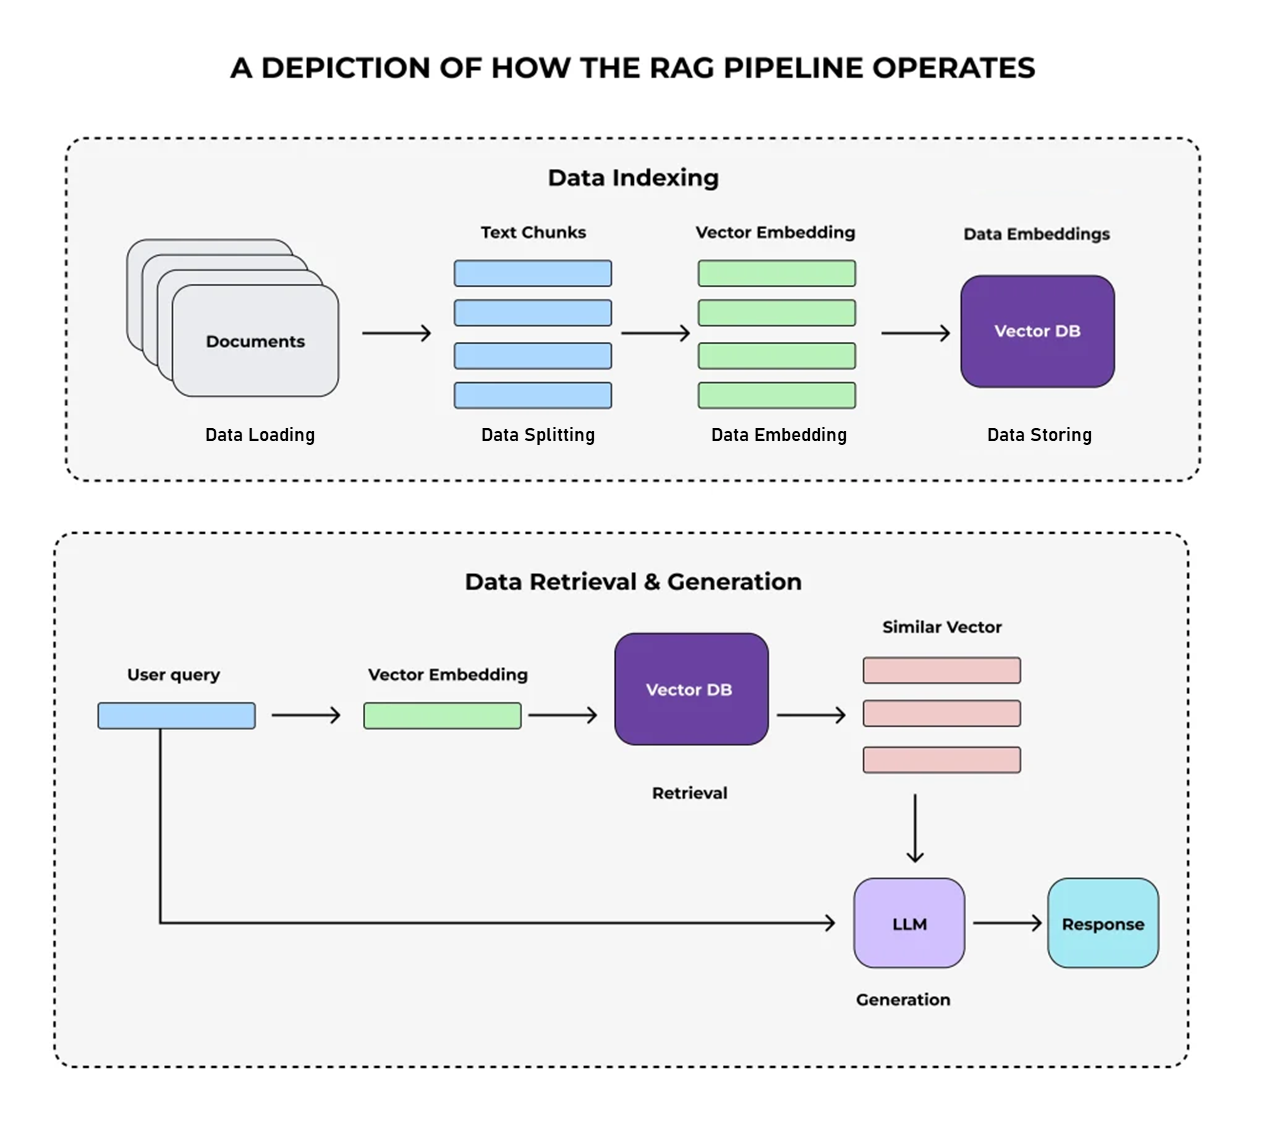 A DEPICTION OF HOW THE RAG PIPELINE OPERATES
Data Indexing
Text Chunks
Vector Embedding
Data Embeddings
Documents
Vector DB
Data Loading
Data Splitting
Data Embedding
Data Storing
Data Retrieval & Generation
User query
Vector Embedding
Vector DB
Similar Vector
Retrieval
LLM
Response
Generation